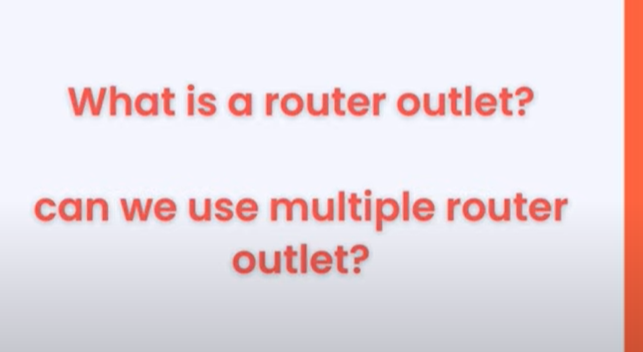 What is a router outlet?
can we use multiple router
outlet?